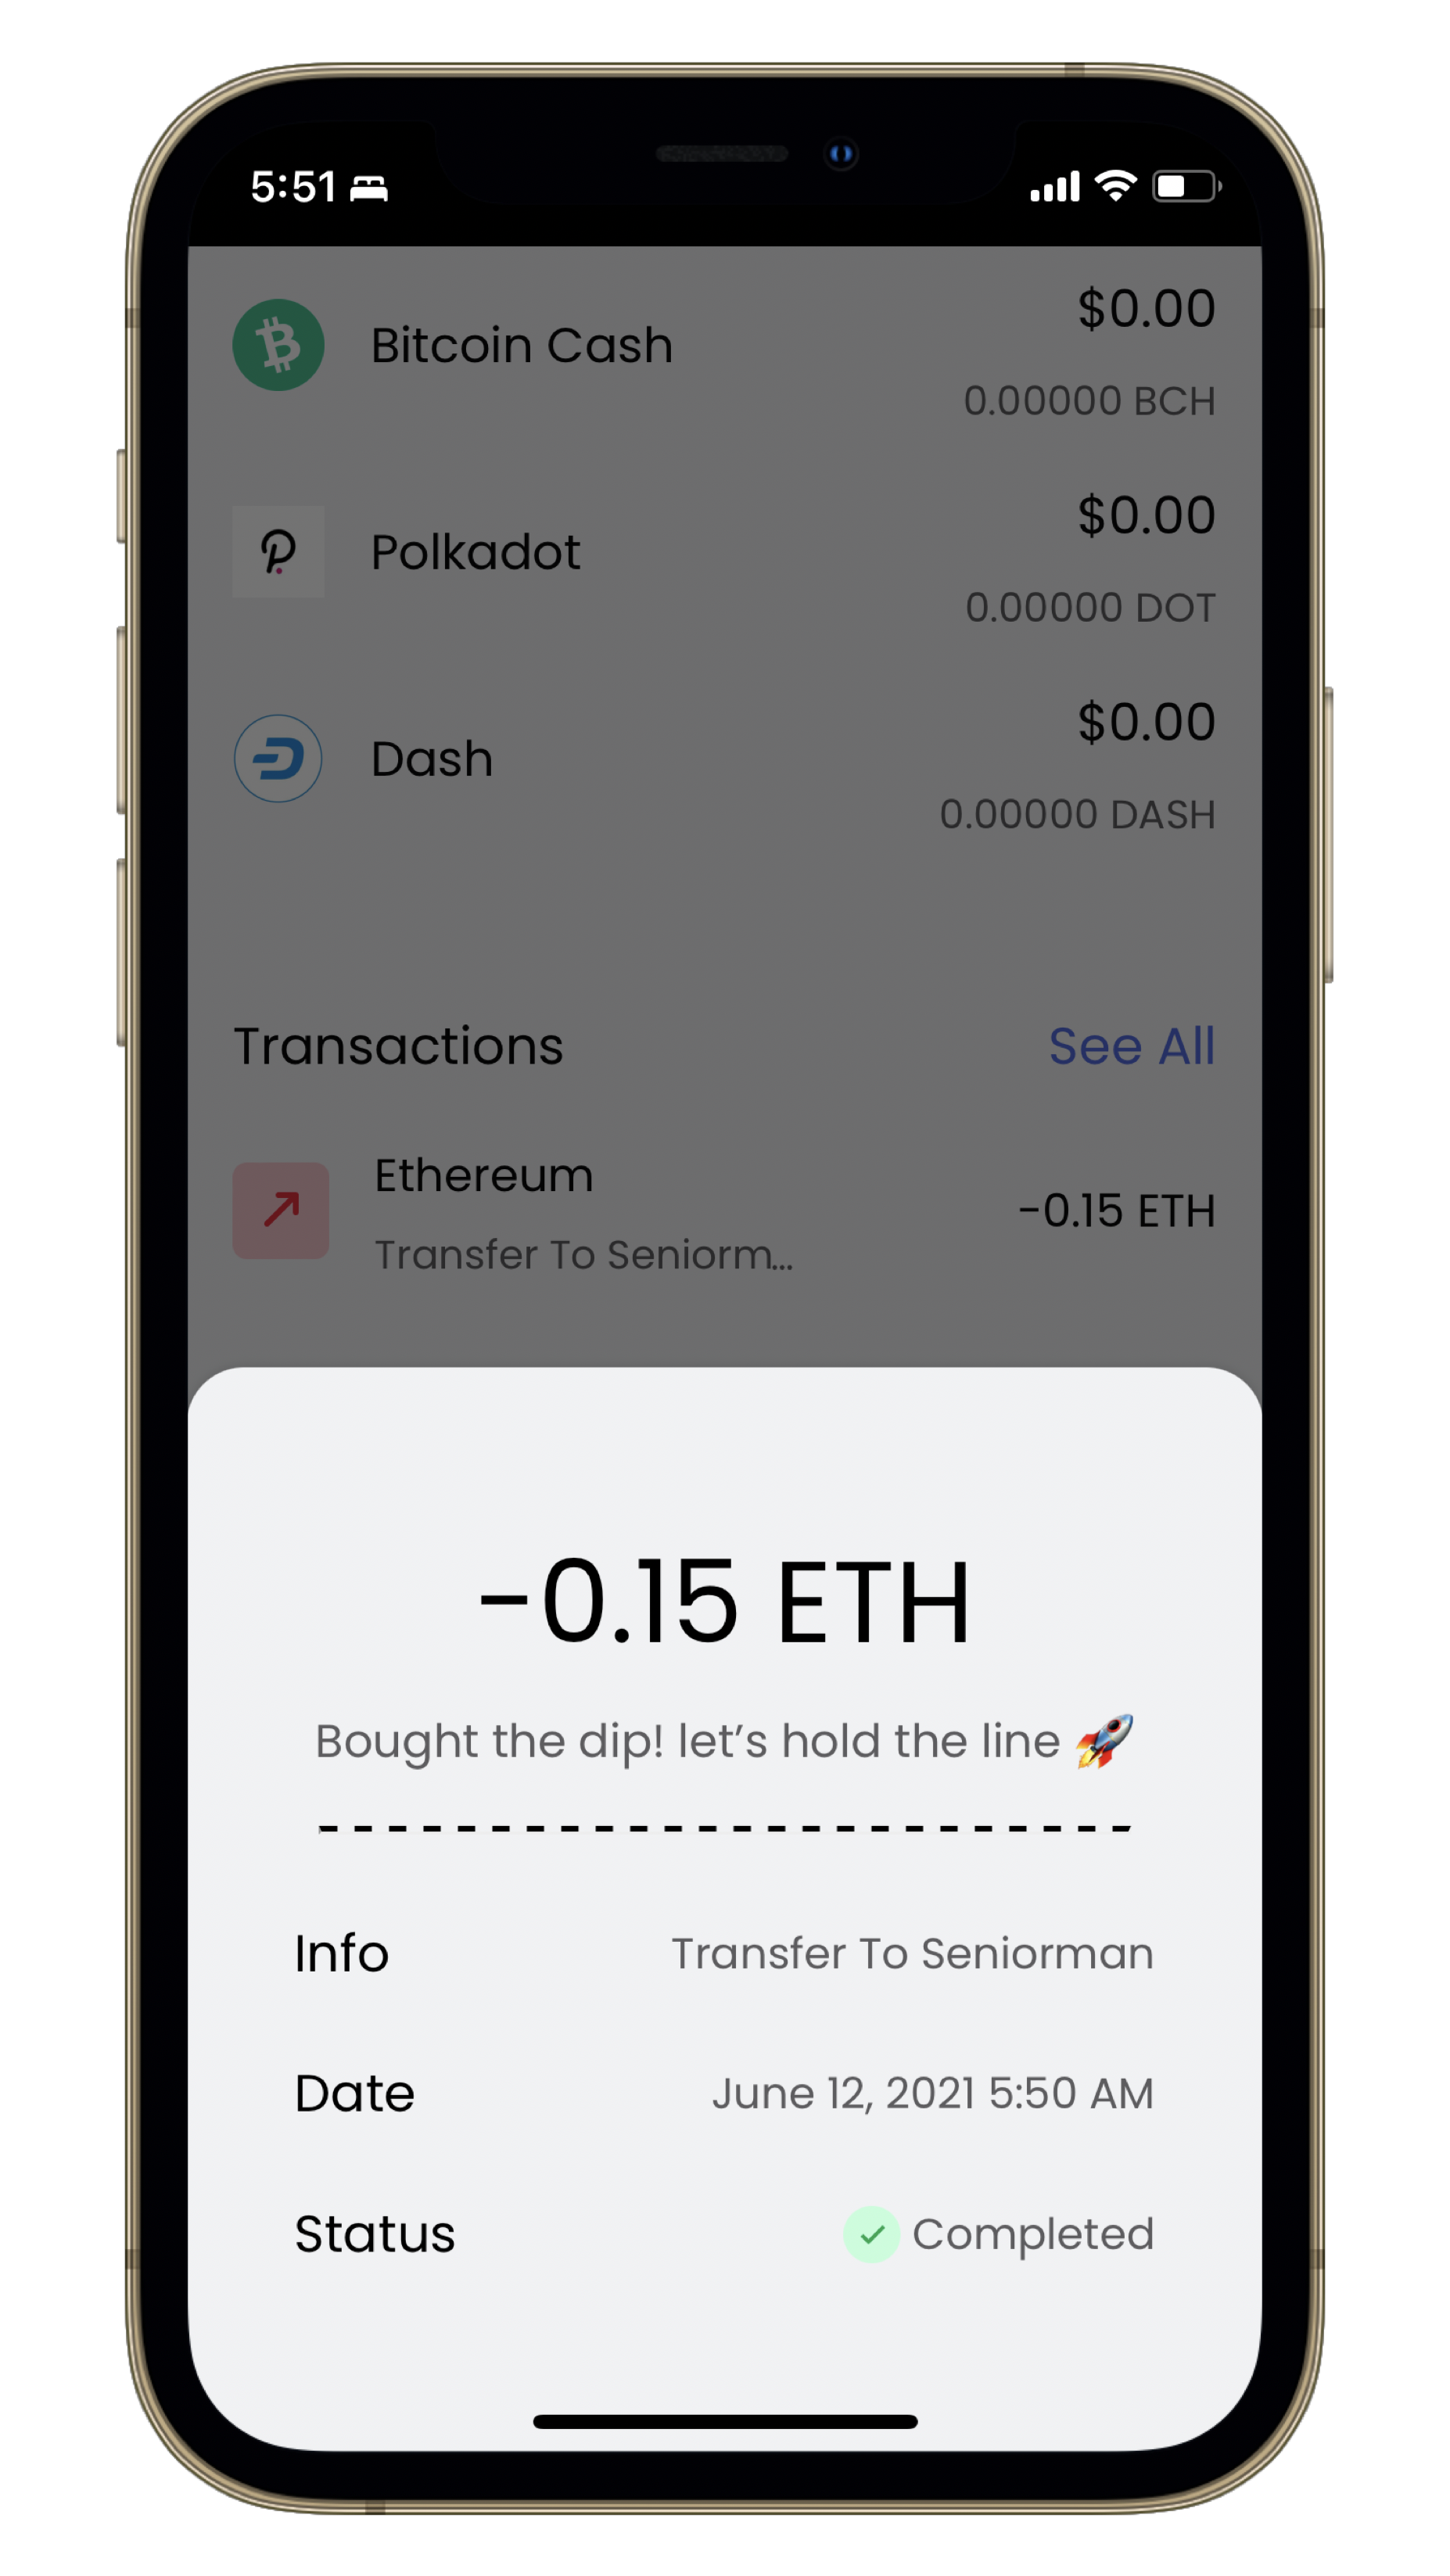 5:51
Bitcoin Cash
$0.00
0.00000 BCH
Polkadot
$0.00
0.00000 DOT
Dash
$0.00
0.00000 DASH
Transactions
See All
Ethereum
Transfer To Seniorm...
-0.15 ETH
-0.15 ETH
Bought the dip! let’s hold the line 🚀
Info
Transfer To Seniorman
Date
June 12, 2021 5:50 AM
Status
Completed